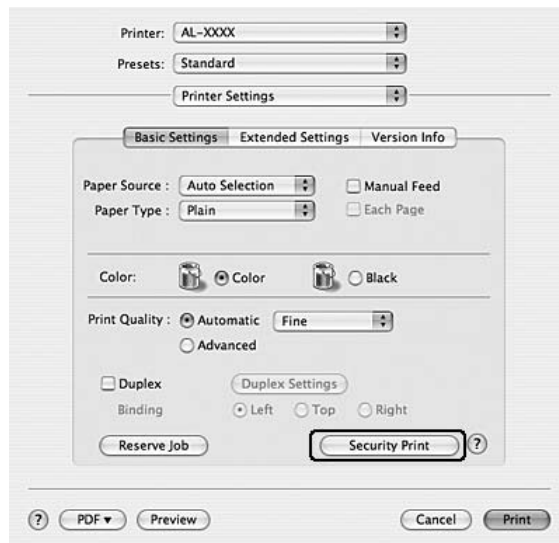 Printer: AL-XXXX
Presets: Standard
Printer Settings
Basic Settings Extended Settings Version Info
Paper Source : Auto Selection Manual Feed
Paper Type : Plain Each Page
Color: Color Black
Print Quality : Automatic Fine
Advanced
Duplex Duplex Settings
Binding Left Top Right
Reserve Job Security Print ?
? PDF ▾ Preview Cancel Print